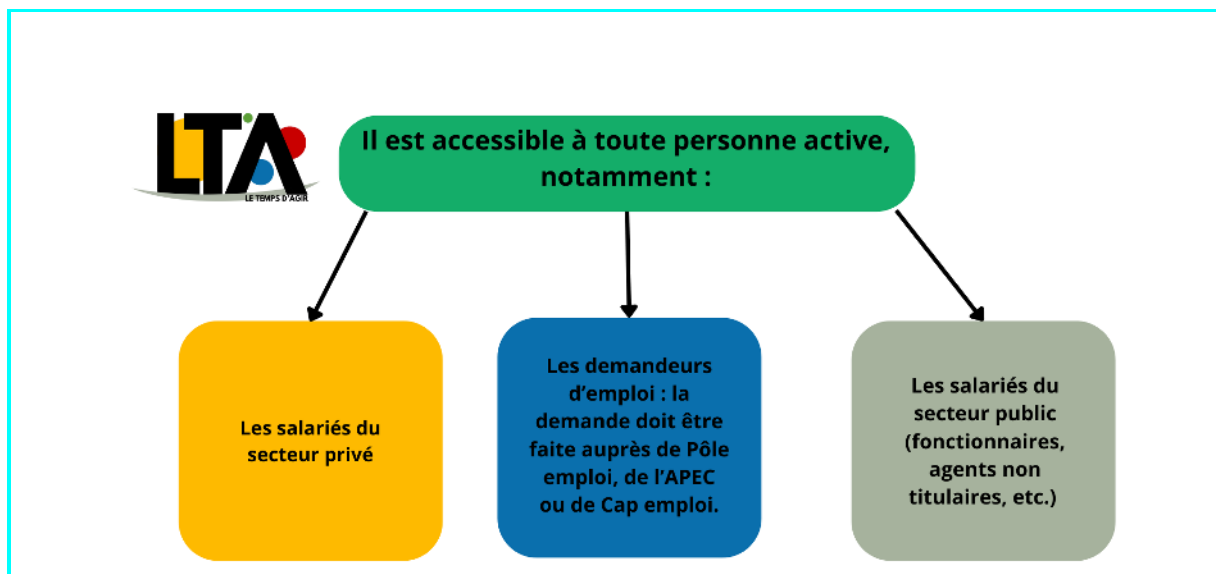 LTA
LE TEMPS D'AGIR
Il est accessible à toute personne active,
notamment :
Les salariés du
secteur privé
Les demandeurs
d'emploi : la
demande doit être
faite auprès de Pôle
emploi, de l'APEC
ou de Cap emploi.
Les salariés du
secteur public
(fonctionnaires,
agents non
titulaires, etc.)